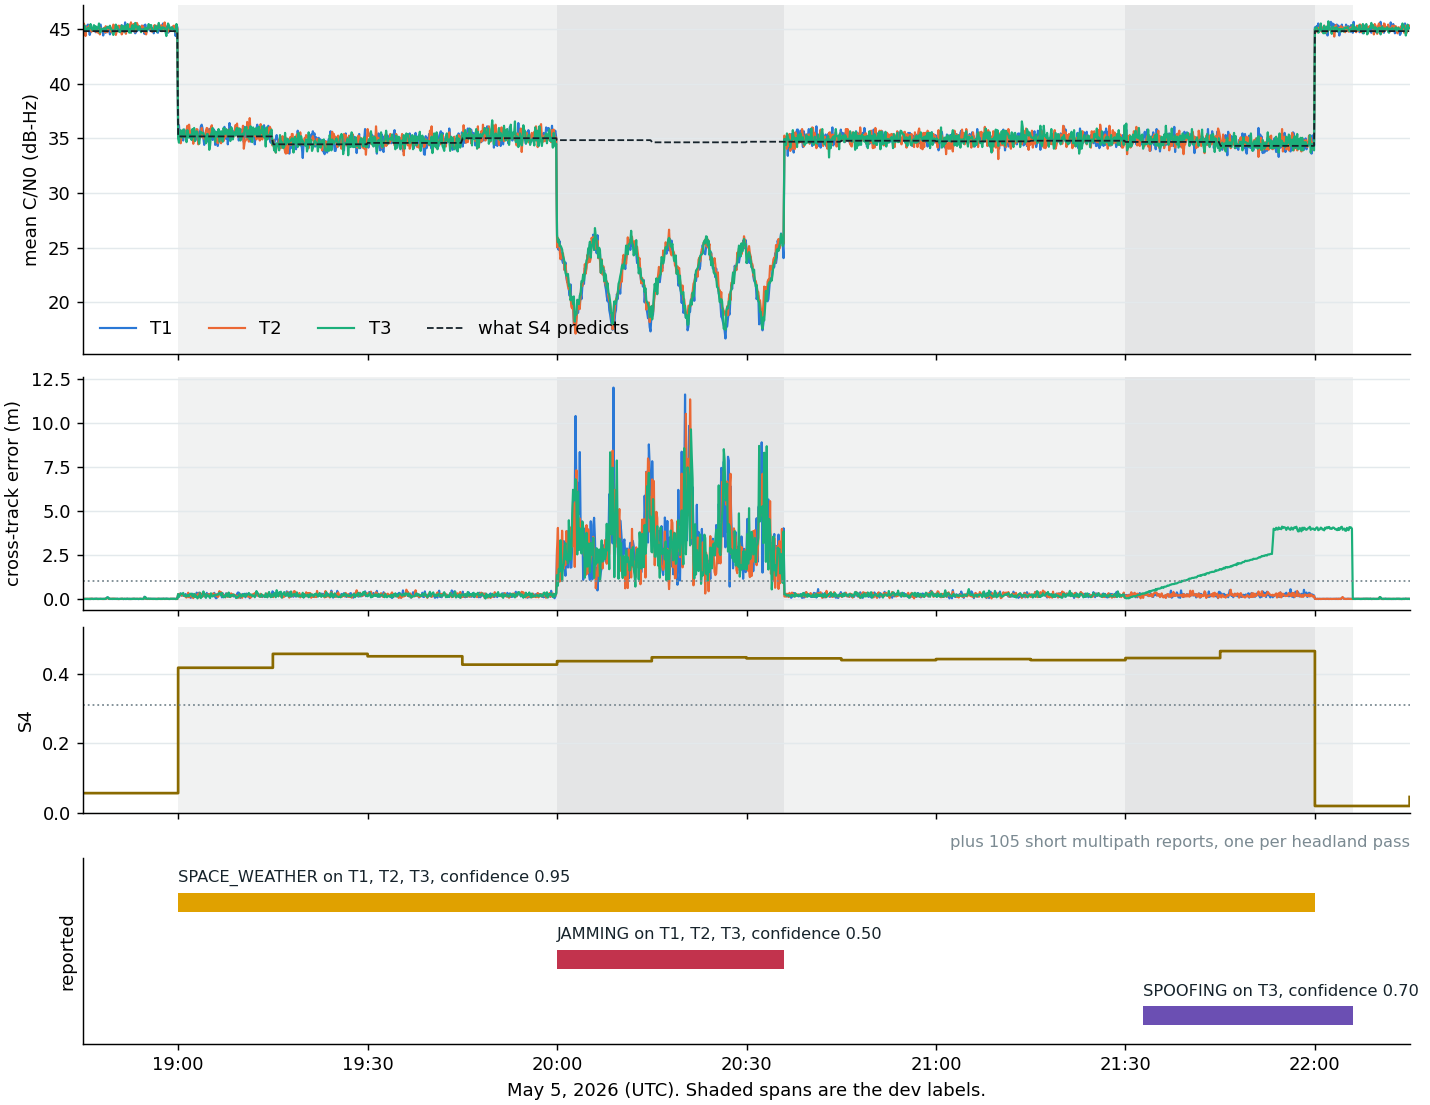 45
40
35
30
25
20
mean C/N0 (dB-Hz)
T1 T2 T3 what S4 predicts
12.5
10.0
7.5
5.0
2.5
0.0
cross-track error (m)
0.4
0.2
0.0
S4
plus 105 short multipath reports, one per headland pass
SPACE_WEATHER on T1, T2, T3, confidence 0.95
JAMMING on T1, T2, T3, confidence 0.50
SPOOFING on T3, confidence 0.70
reported
19:00 19:30 20:00 20:30 21:00 21:30 22:00
May 5, 2026 (UTC). Shaded spans are the dev labels.